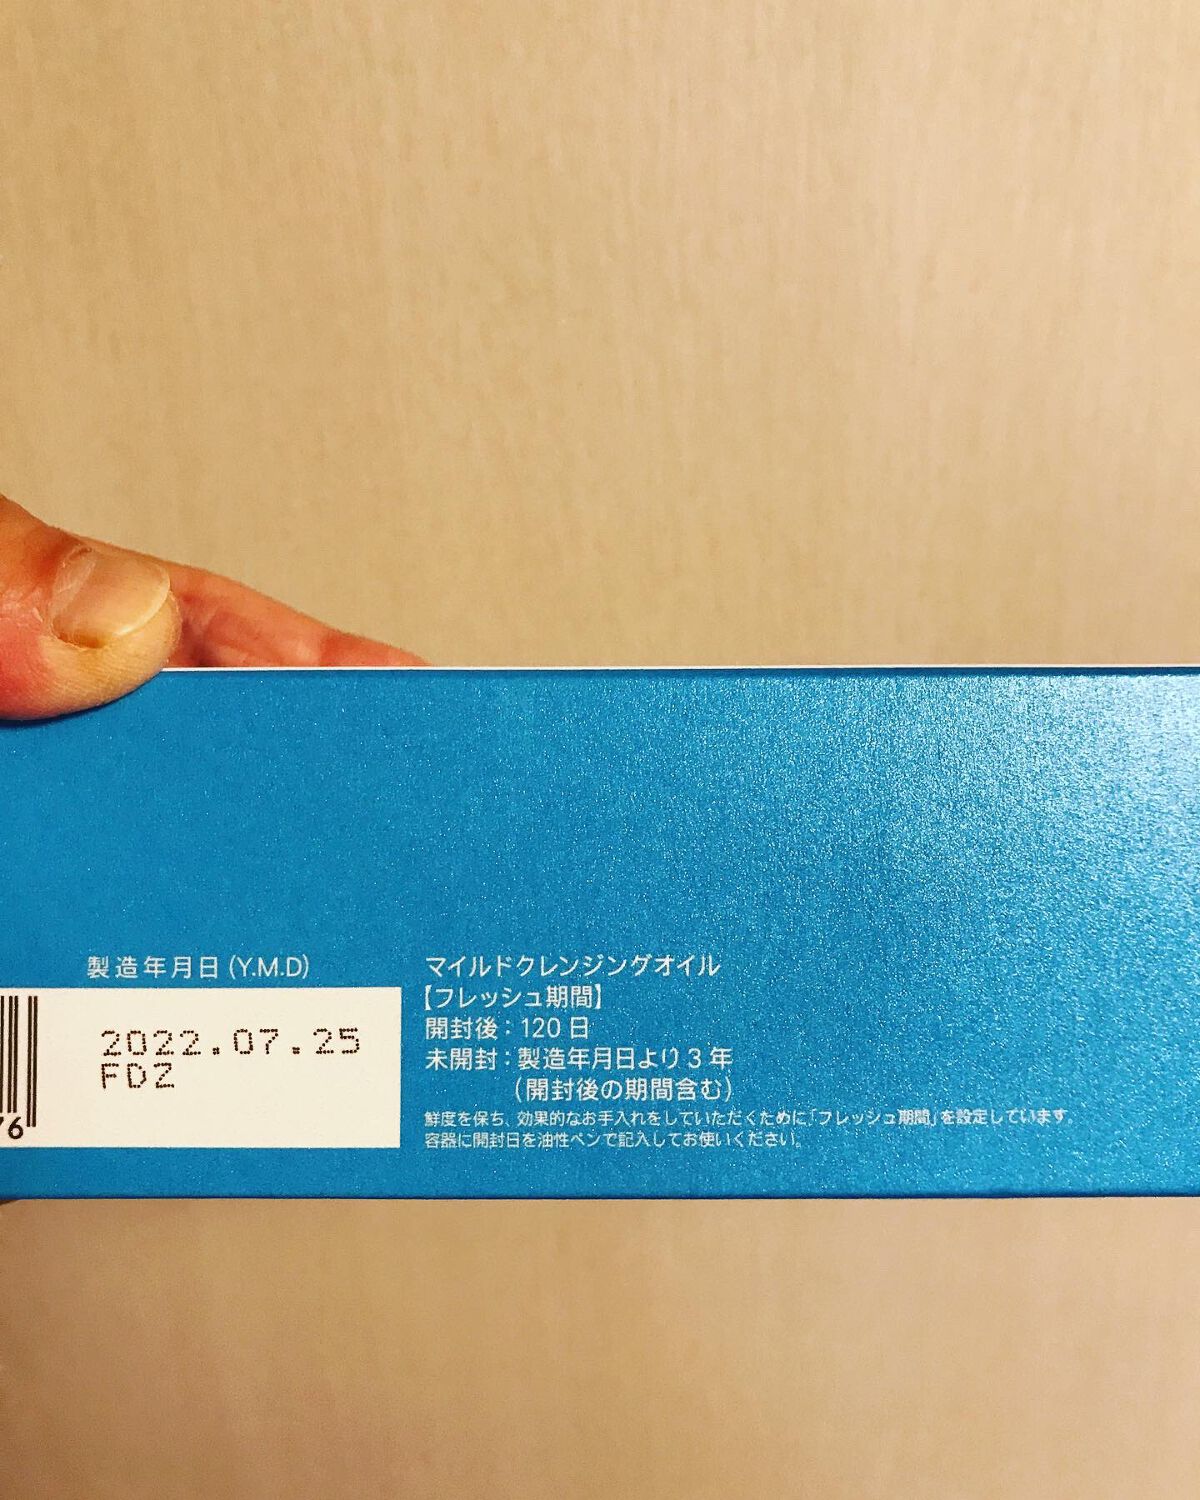 製造年月日(Y.M.D)
2022.07.25
FDZ
76
マイルドクレンジングオイル
【フレッシュ期間】
開封後：120日
未開封：製造年月日より3年
（開封後の期間含む）
鮮度を保ち、効果的なお手入れをしていただくために「フレッシュ期間」を設定しています。
容器に開封日を油性ペンで記入してお使いください。